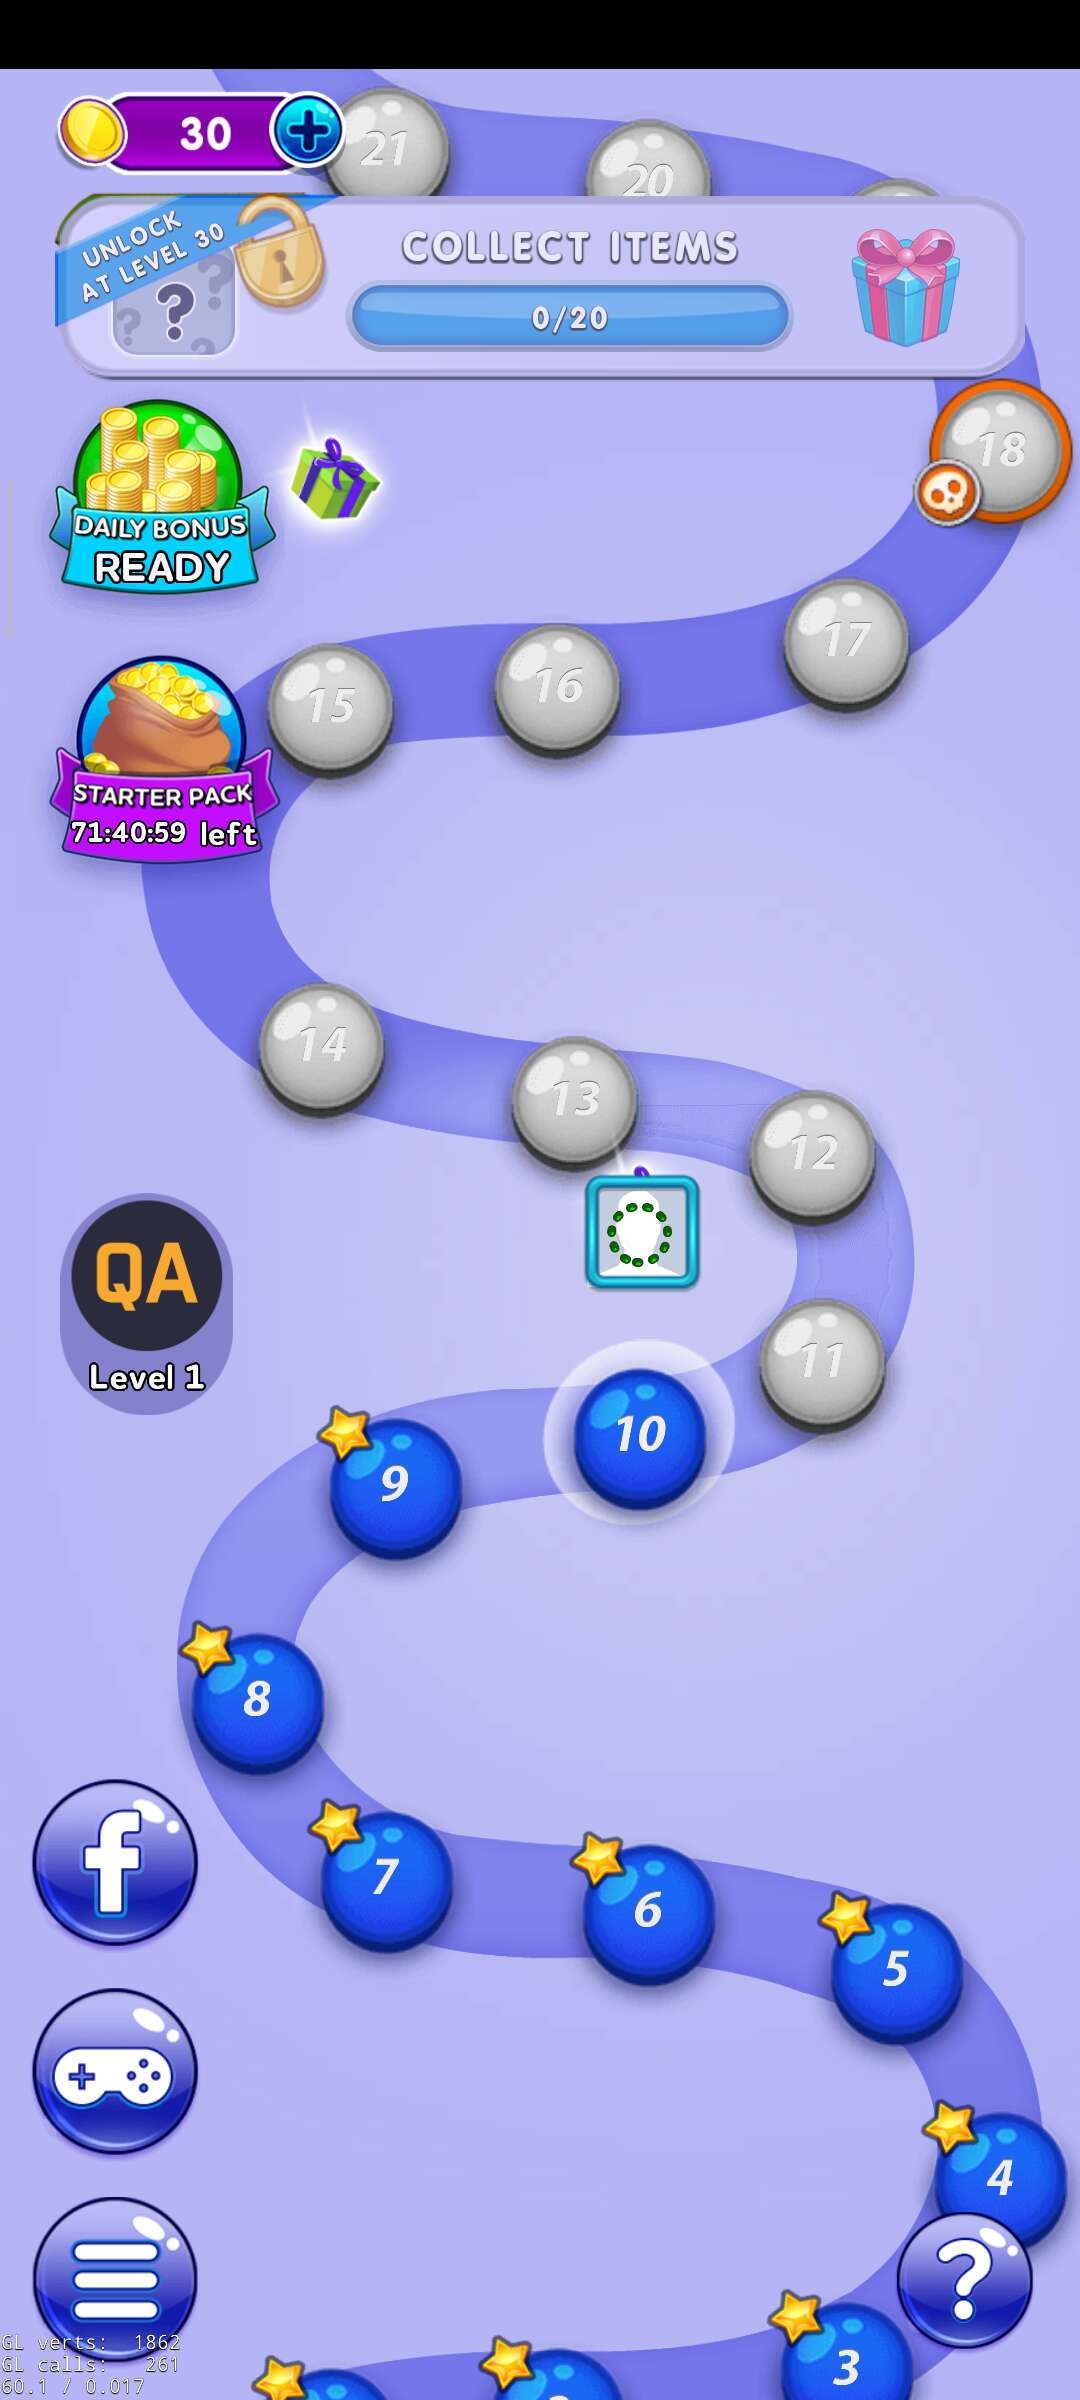 30
21
20
UNLOCK
AT LEVEL 30
?
COLLECT ITEMS
0/20
18
DAILY BONUS
READY
17
16
15
STARTER PACK
71:40:59 left
14
13
12
QA
Level 1
11
10
9
8
7
6
5
4
?
3
GL verts: 1862
GL calls: 261
60.1 / 0.017